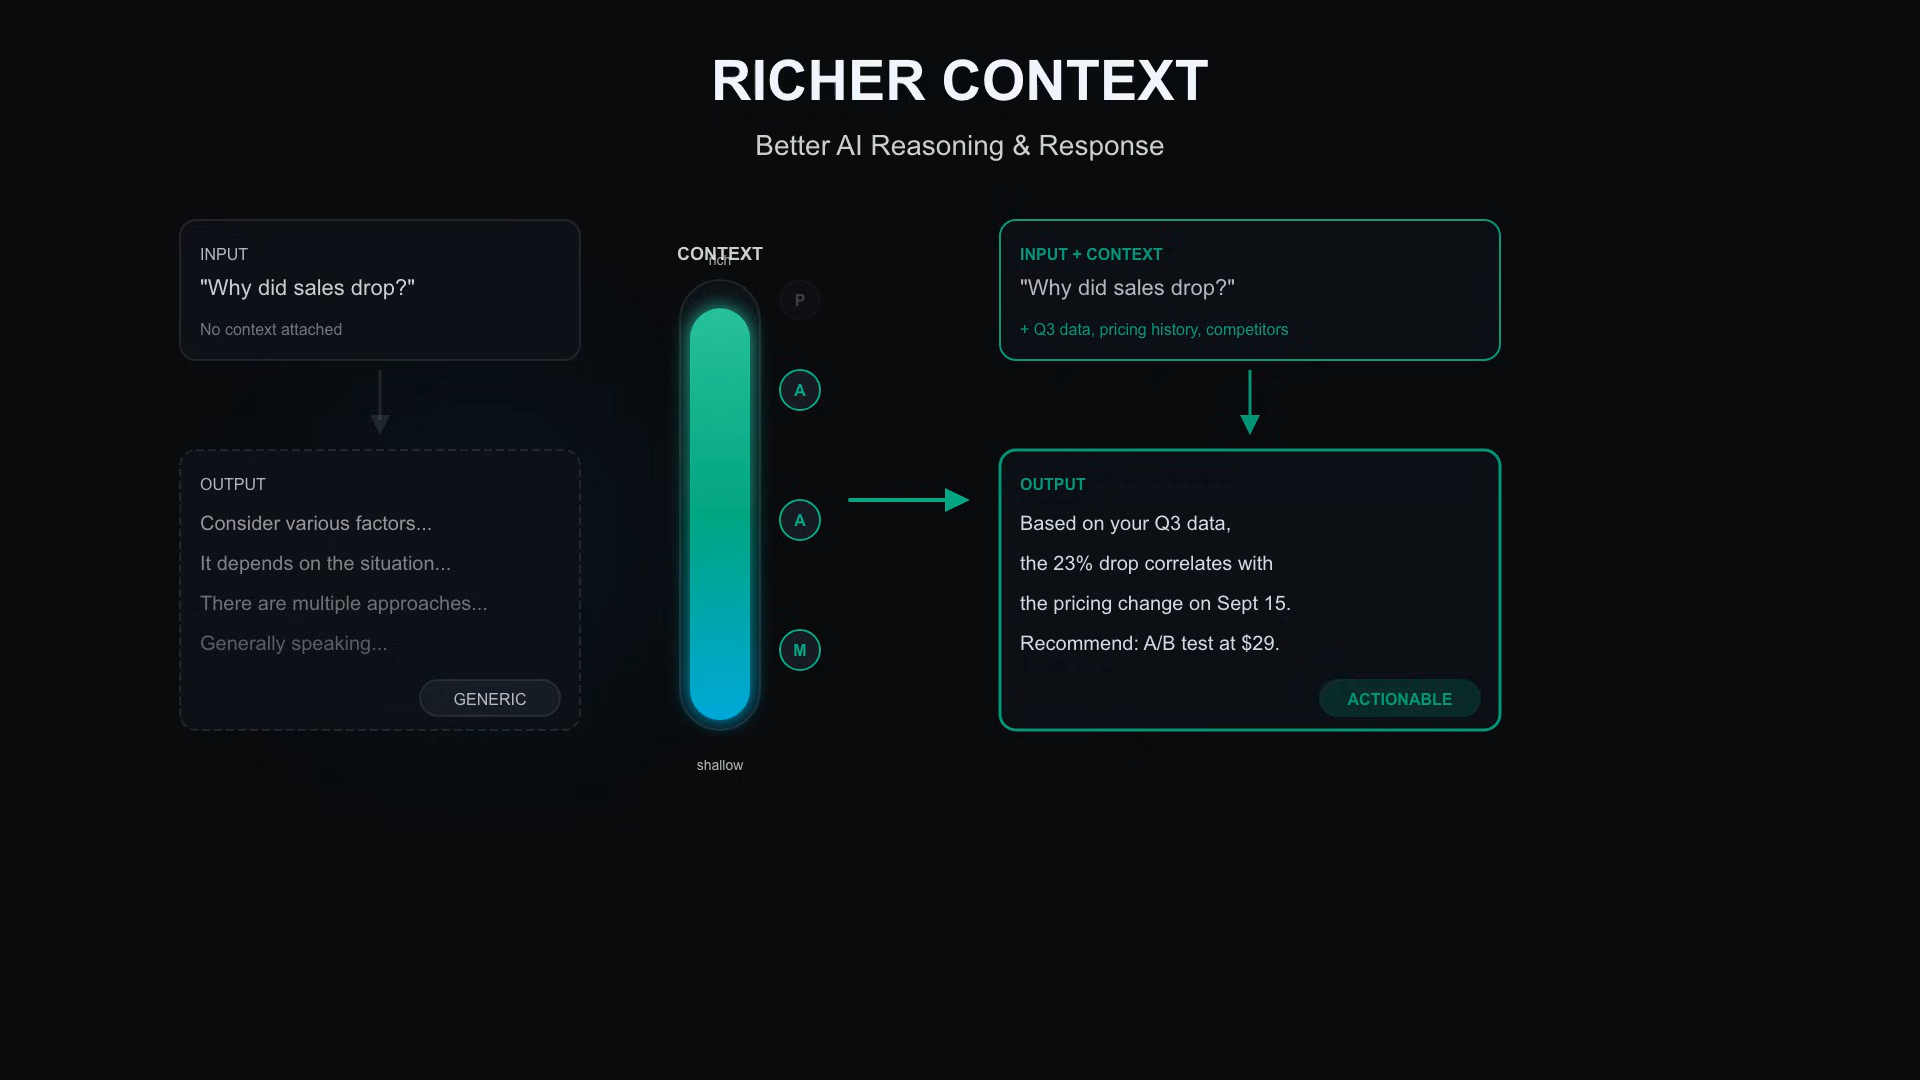 RICHER CONTEXT
Better AI Reasoning & Response
INPUT
"Why did sales drop?"
No context attached
OUTPUT
Consider various factors...
It depends on the situation...
There are multiple approaches...
Generally speaking...
GENERIC
CONTEXT
rich
P
A
A
M
shallow
INPUT + CONTEXT
"Why did sales drop?"
+ Q3 data, pricing history, competitors
OUTPUT
Based on your Q3 data,
the 23% drop correlates with
the pricing change on Sept 15.
Recommend: A/B test at $29.
ACTIONABLE